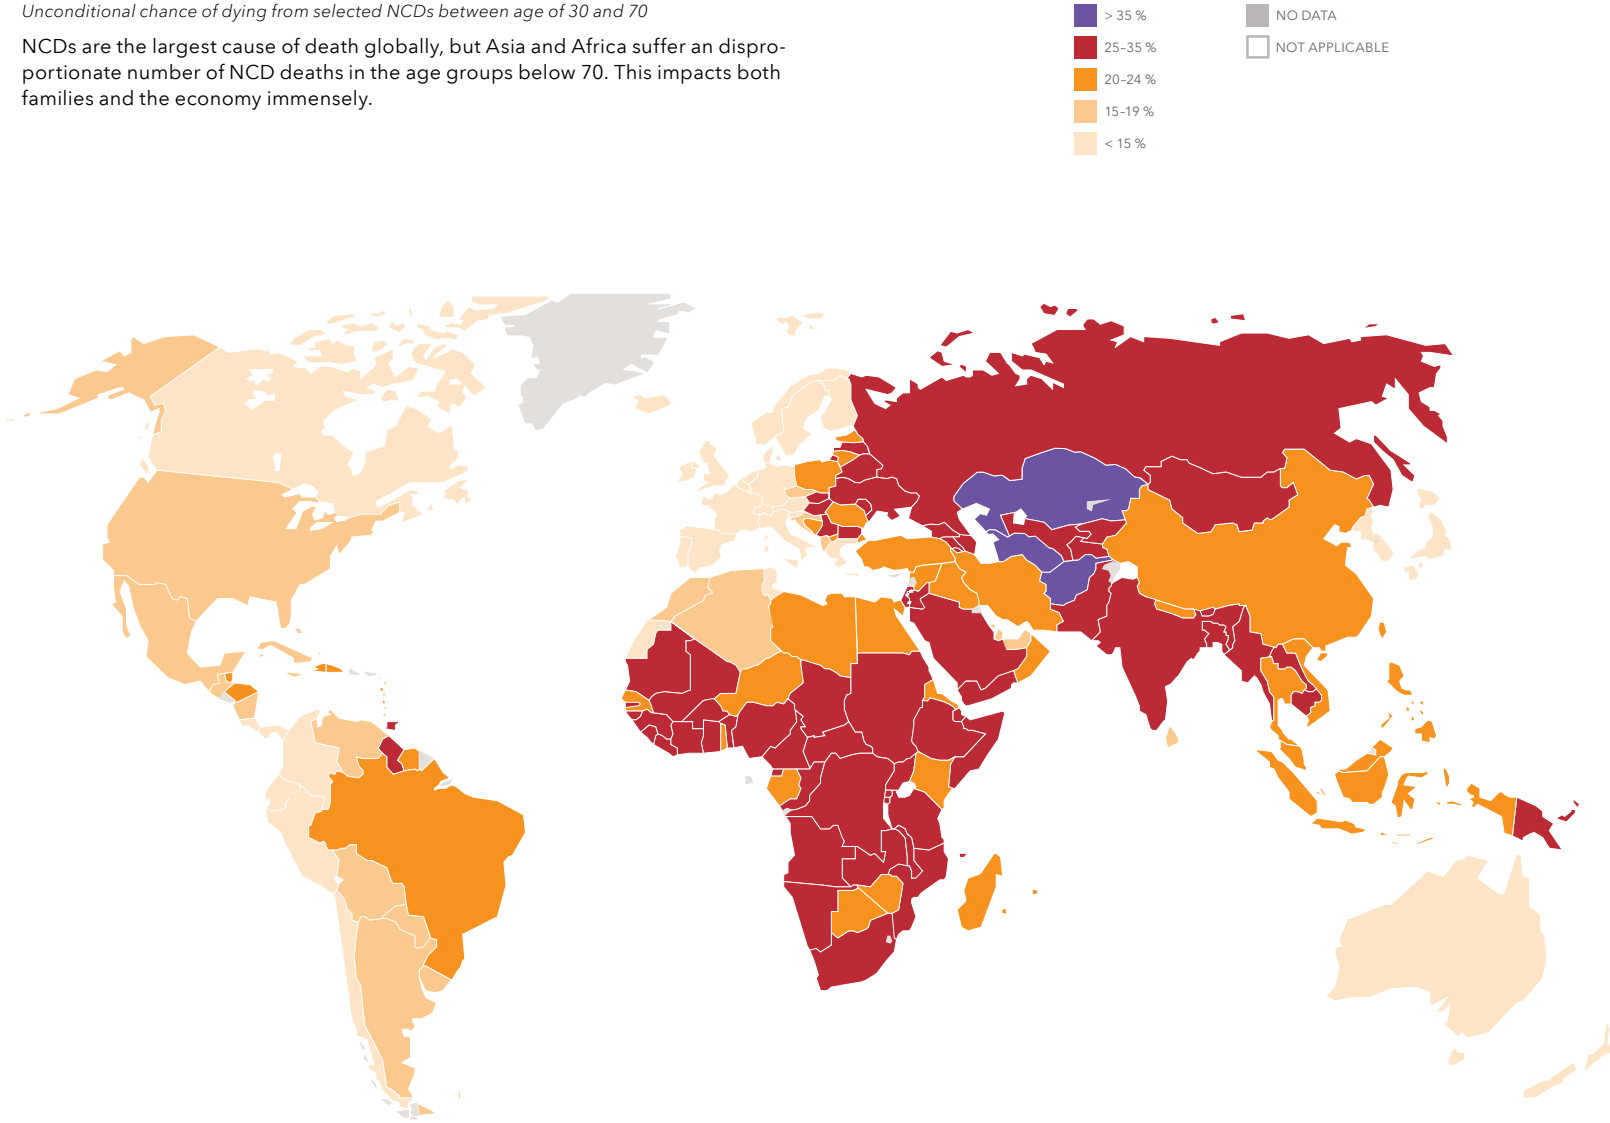 Unconditional chance of dying from selected NCDs between age of 30 and 70
NCDs are the largest cause of death globally, but Asia and Africa suffer an dispro-
portionate number of NCD deaths in the age groups below 70. This impacts both
families and the economy immensely.
> 35 %
25–35 %
20–24 %
15–19 %
< 15 %
NO DATA
NOT APPLICABLE